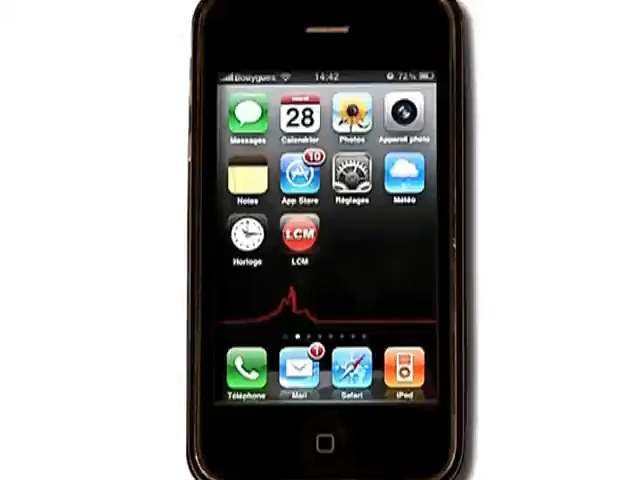 Bouygues 14:42 72 %
28
Messages Calendrier Photos Appareil photo
10
Notes App Store Réglages Météo
LCM
Horloge LCM
1
Téléphone Mail Safari iPod